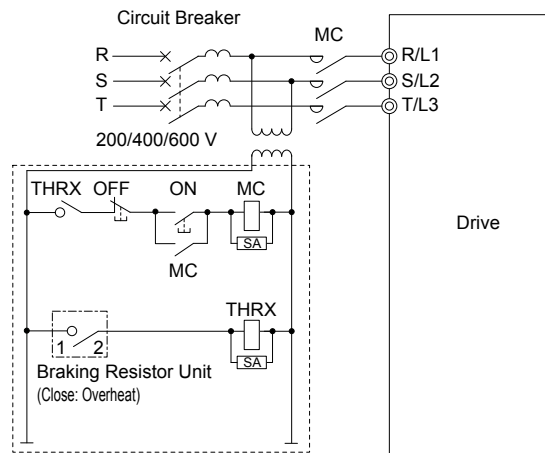 Circuit Breaker
MC
R
R/L1
S
S/L2
T
T/L3
200/400/600 V
THRX
OFF
ON
MC
SA
MC
Drive
THRX
1
2
SA
Braking Resistor Unit
(Close: Overheat)